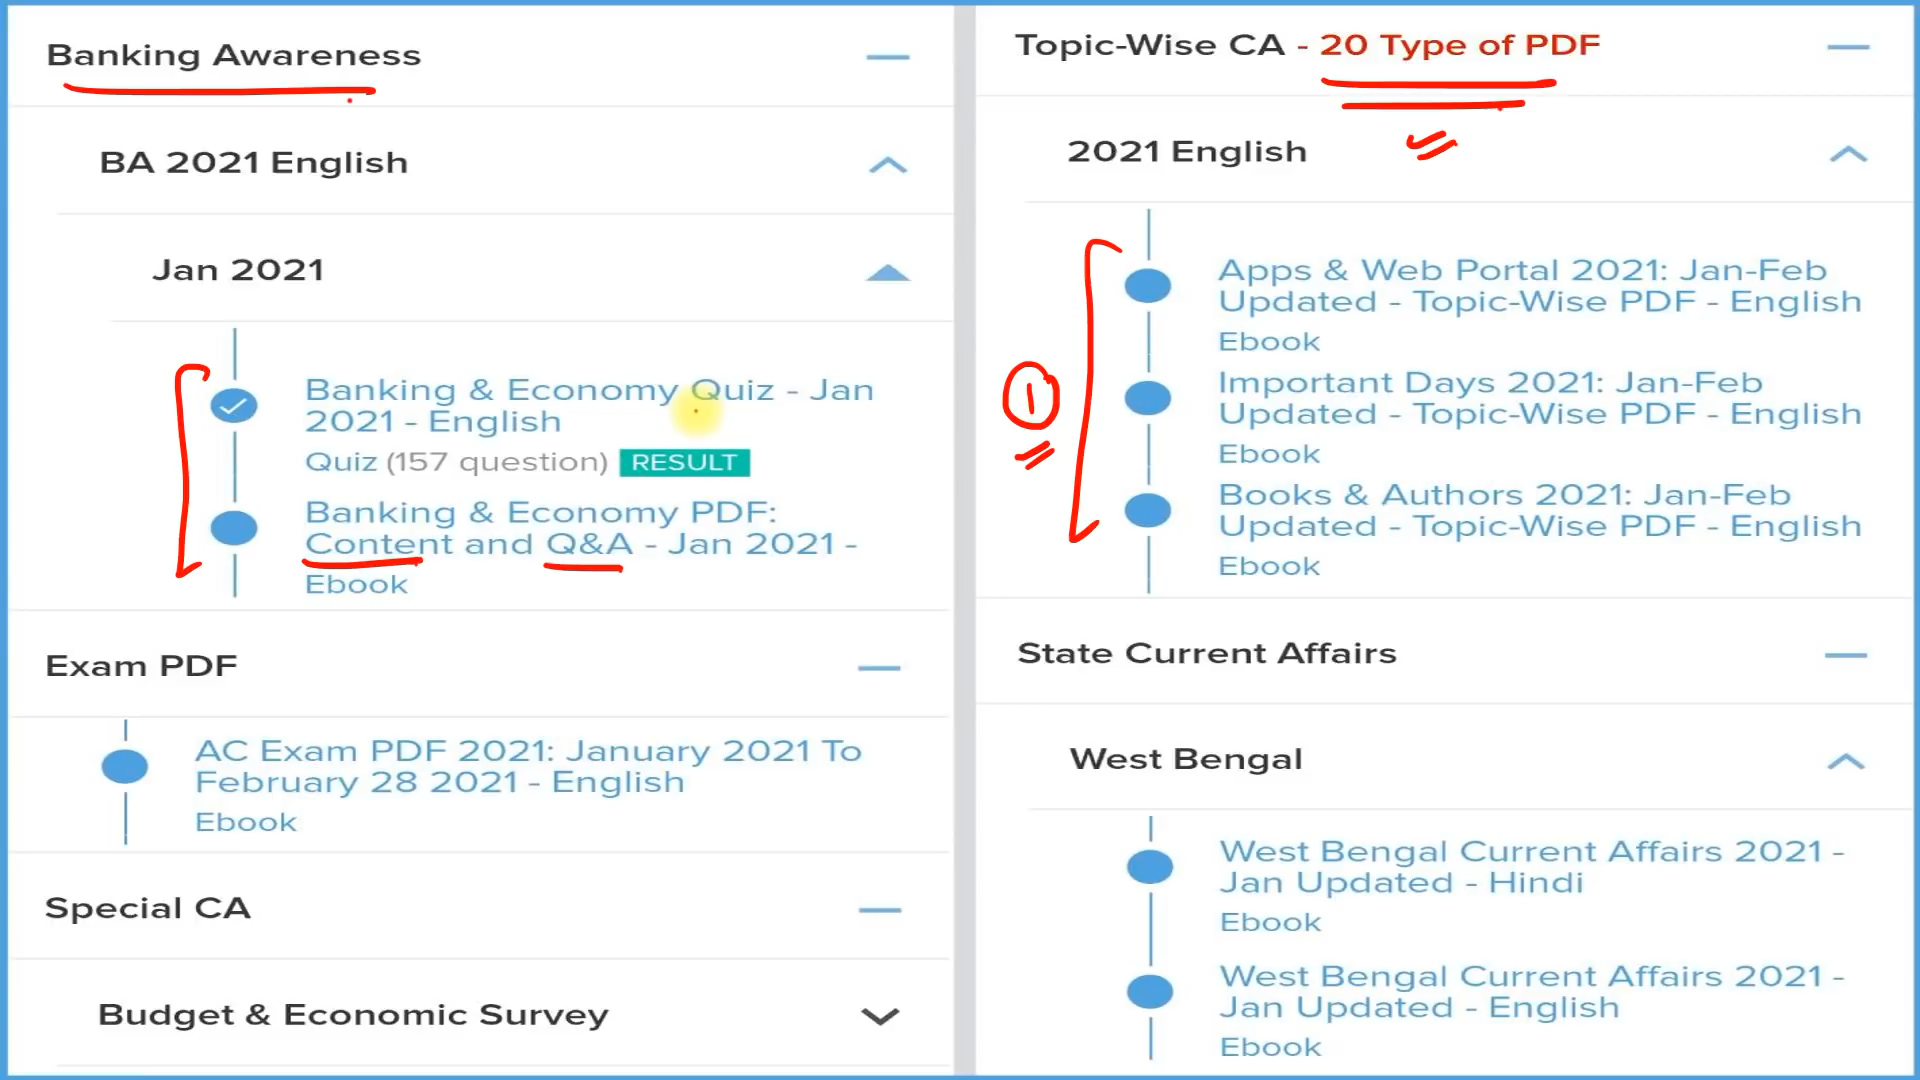 Banking Awareness
BA 2021 English
Jan 2021
Banking & Economy Quiz - Jan
2021 - English
Quiz (157 question) RESULT
Banking & Economy PDF:
Content and Q&A - Jan 2021 -
Ebook
Exam PDF
AC Exam PDF 2021: January 2021 To
February 28 2021 - English
Ebook
Special CA
Budget & Economic Survey
Topic-Wise CA - 20 Type of PDF
2021 English
1
Apps & Web Portal 2021: Jan-Feb
Updated - Topic-Wise PDF - English
Ebook
Important Days 2021: Jan-Feb
Updated - Topic-Wise PDF - English
Ebook
Books & Authors 2021: Jan-Feb
Updated - Topic-Wise PDF - English
Ebook
State Current Affairs
West Bengal
West Bengal Current Affairs 2021 -
Jan Updated - Hindi
Ebook
West Bengal Current Affairs 2021 -
Jan Updated - English
Ebook